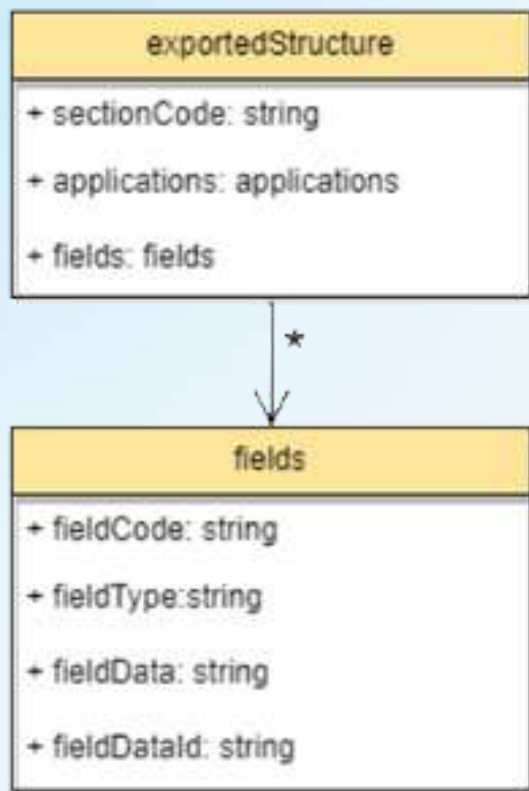 exportedStructure
+ sectionCode: string
+ applications: applications
+ fields: fields
*
fields
+ fieldCode: string
+ fieldType:string
+ fieldData: string
+ fieldDataId: string